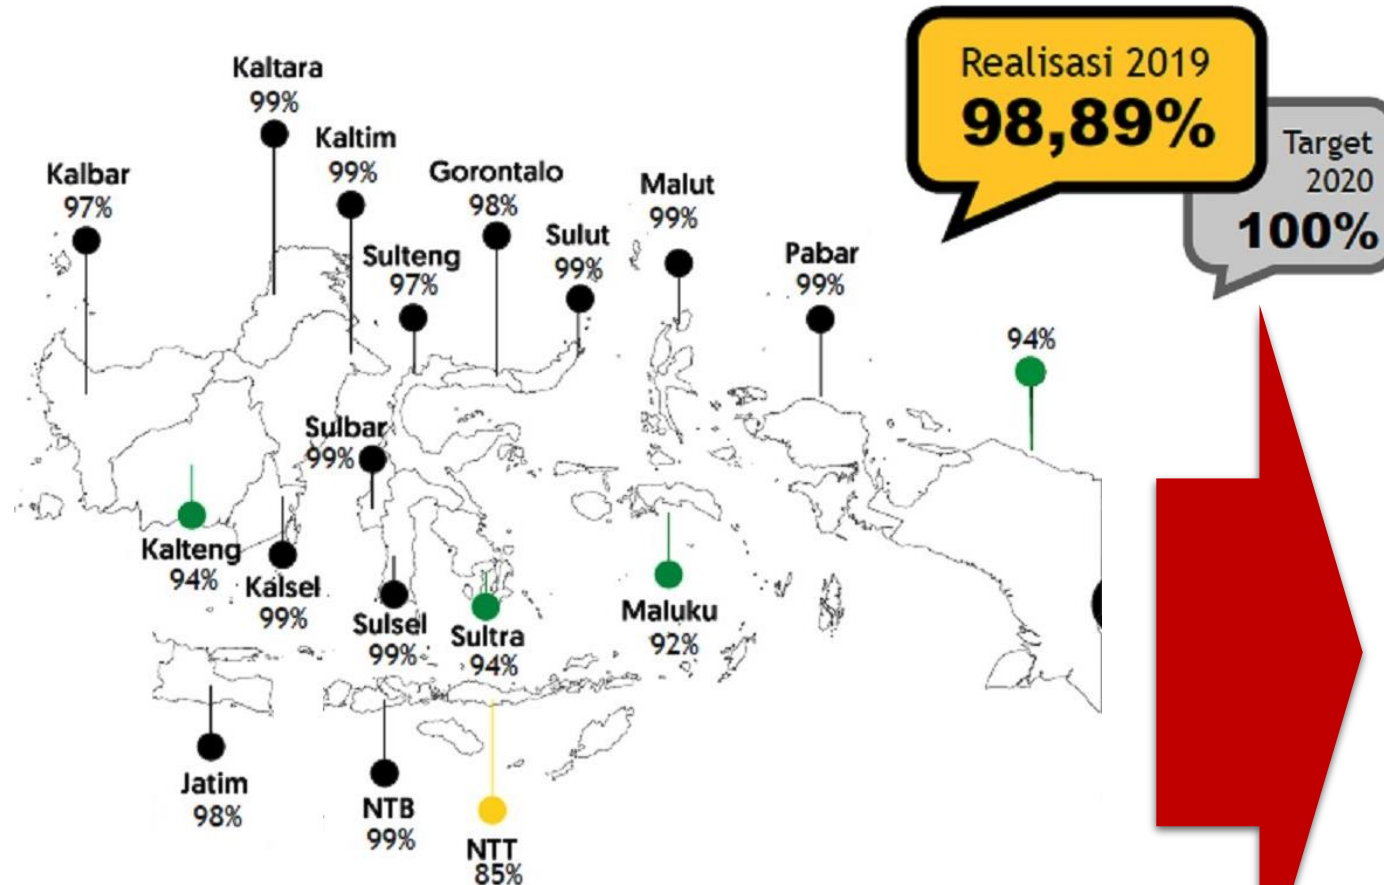 Realisasi 2019
98,89%
Target
2020
100%
Kaltara
99%
Kaltim
99%
Kalbar
97%
Gorontalo
98%
Malut
99%
Sulut
99%
Sulteng
97%
Pabar
99%
94%
Sulbar
99%
Kalteng
94%
Kalsel
99%
Sulsel
99%
Sultra
94%
Maluku
92%
Jatim
98%
NTB
99%
NTT
85%